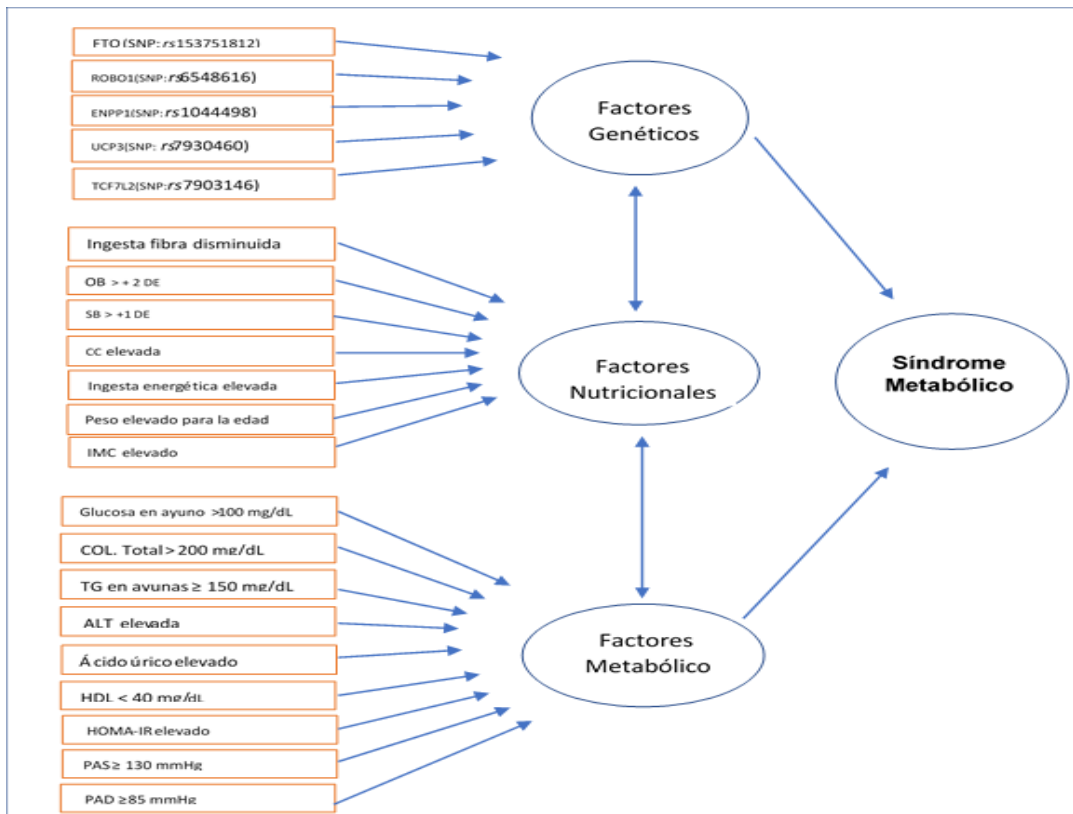 FTO(SNP: rs153751812)
ROBO1(SNP: rs6548616)
ENPP1(SNP: rs1044498)
UCP3(SNP: rs7930460)
TCF7L2(SNP: rs7903146)
Factores
Genéticos
Ingesta fibra disminuida
OB > + 2 DE
SB > +1 DE
CC elevada
Ingesta energética elevada
Peso elevado para la edad
IMC elevado
Factores
Nutricionales
Síndrome
Metabólico
Glucosa en ayuno >100 mg/dL
COL. Total > 200 mg/dL
TG en ayunas ≥ 150 mg/dL
ALT elevada
Ácido úrico elevado
HDL < 40 mg/dL
HOMA-IR elevado
PAS ≥ 130 mmHg
PAD ≥85 mmHg
Factores
Metabólico